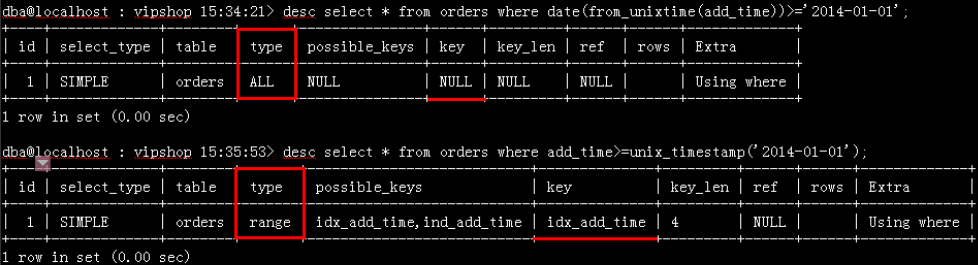 dba@localhost : vipshop 15:34:21> desc select * from orders where date(from_unixtime(add_time))>='2014-01-01';
+----+-------------+--------+------+---------------+------+---------+------+------+-------------+
| id | select_type | table | type | possible_keys | key | key_len | ref | rows | Extra |
+----+-------------+--------+------+---------------+------+---------+------+------+-------------+
| 1 | SIMPLE | orders | ALL | NULL | NULL | NULL | NULL | | Using where |
+----+-------------+--------+------+---------------+------+---------+------+------+-------------+
1 row in set (0.00 sec)
dba@localhost : vipshop 15:35:53> desc select * from orders where add_time>=unix_timestamp('2014-01-01');
+----+-------------+--------+-------+---------------------------+--------------+---------+------+------+-------------+
| id | select_type | table | type | possible_keys | key | key_len | ref | rows | Extra |
+----+-------------+--------+-------+---------------------------+--------------+---------+------+------+-------------+
| 1 | SIMPLE | orders | range | idx_add_time,ind_add_time | idx_add_time | 4 | NULL | | Using where |
+----+-------------+--------+-------+---------------------------+--------------+---------+------+------+-------------+
1 row in set (0.00 sec)